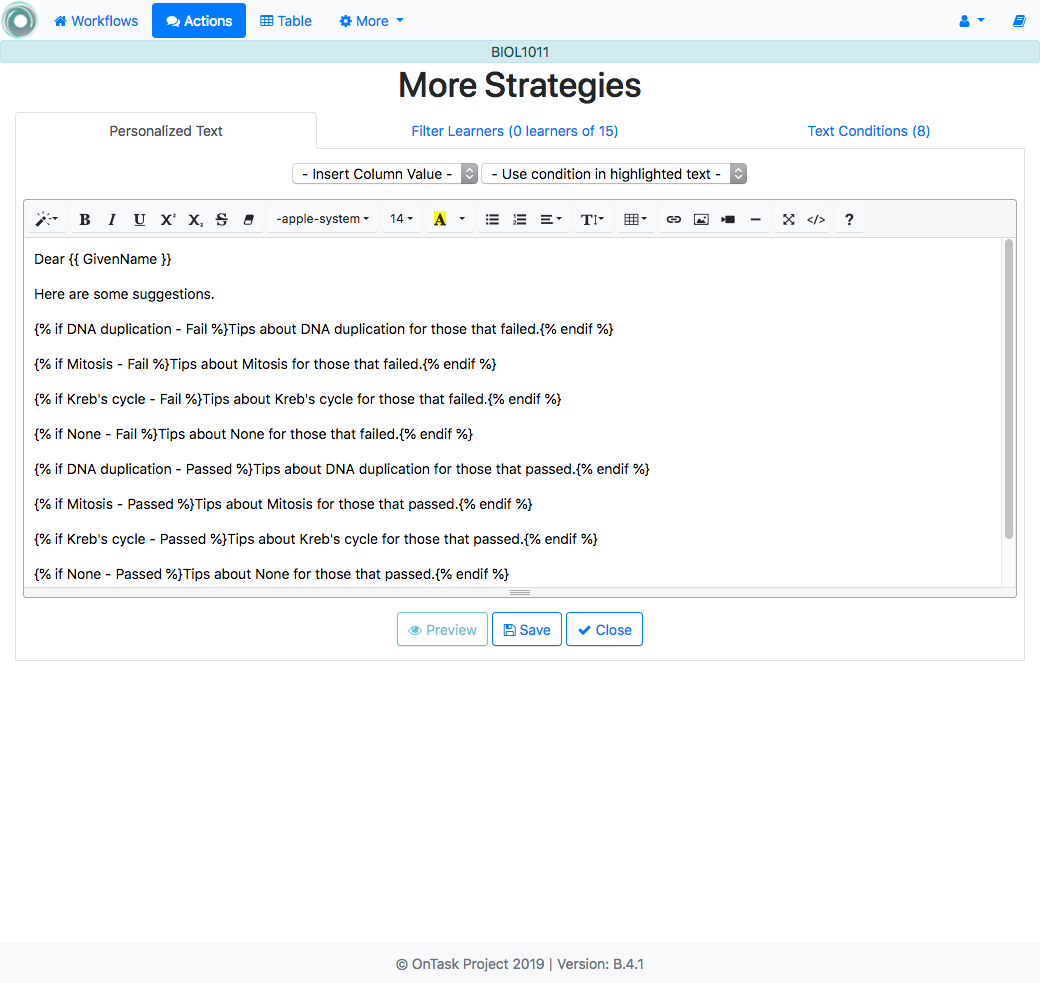 Workflows Actions Table More
BIOL1011
More Strategies
Personalized Text Filter Learners (0 learners of 15) Text Conditions (8)
- Insert Column Value - - Use condition in highlighted text -
B I U X² X₂ S -apple-system 14 A T </> ?
Dear {{ GivenName }}
Here are some suggestions.
{% if DNA duplication - Fail %}Tips about DNA duplication for those that failed.{% endif %}
{% if Mitosis - Fail %}Tips about Mitosis for those that failed.{% endif %}
{% if Kreb's cycle - Fail %}Tips about Kreb's cycle for those that failed.{% endif %}
{% if None - Fail %}Tips about None for those that failed.{% endif %}
{% if DNA duplication - Passed %}Tips about DNA duplication for those that passed.{% endif %}
{% if Mitosis - Passed %}Tips about Mitosis for those that passed.{% endif %}
{% if Kreb's cycle - Passed %}Tips about Kreb's cycle for those that passed.{% endif %}
{% if None - Passed %}Tips about None for those that passed.{% endif %}
Preview Save Close
© OnTask Project 2019 | Version: B.4.1